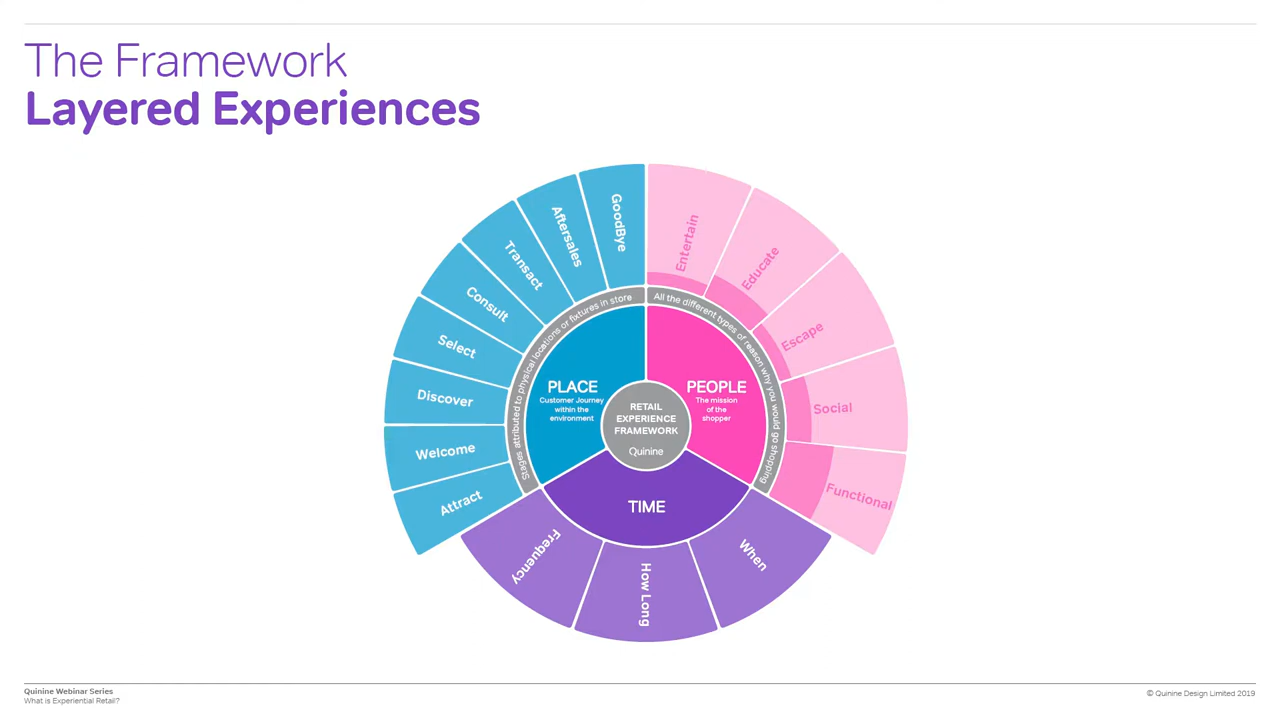 The Framework
Layered Experiences
GoodBye
Aftersales
Transact
Consult
Select
Discover
Welcome
Attract
Stages attributed to physical locations or fixtures in store
PLACE
Customer Journey
within the
environment
Entertain
Educate
Escape
Social
Functional
All the different types of reason why you would go shopping
PEOPLE
The mission
of the
shopper
RETAIL
EXPERIENCE
FRAMEWORK
Quinine
TIME
Frequency
How Long
When
Quinine Webinar Series
What is Experiential Retail?
© Quinine Design Limited 2019